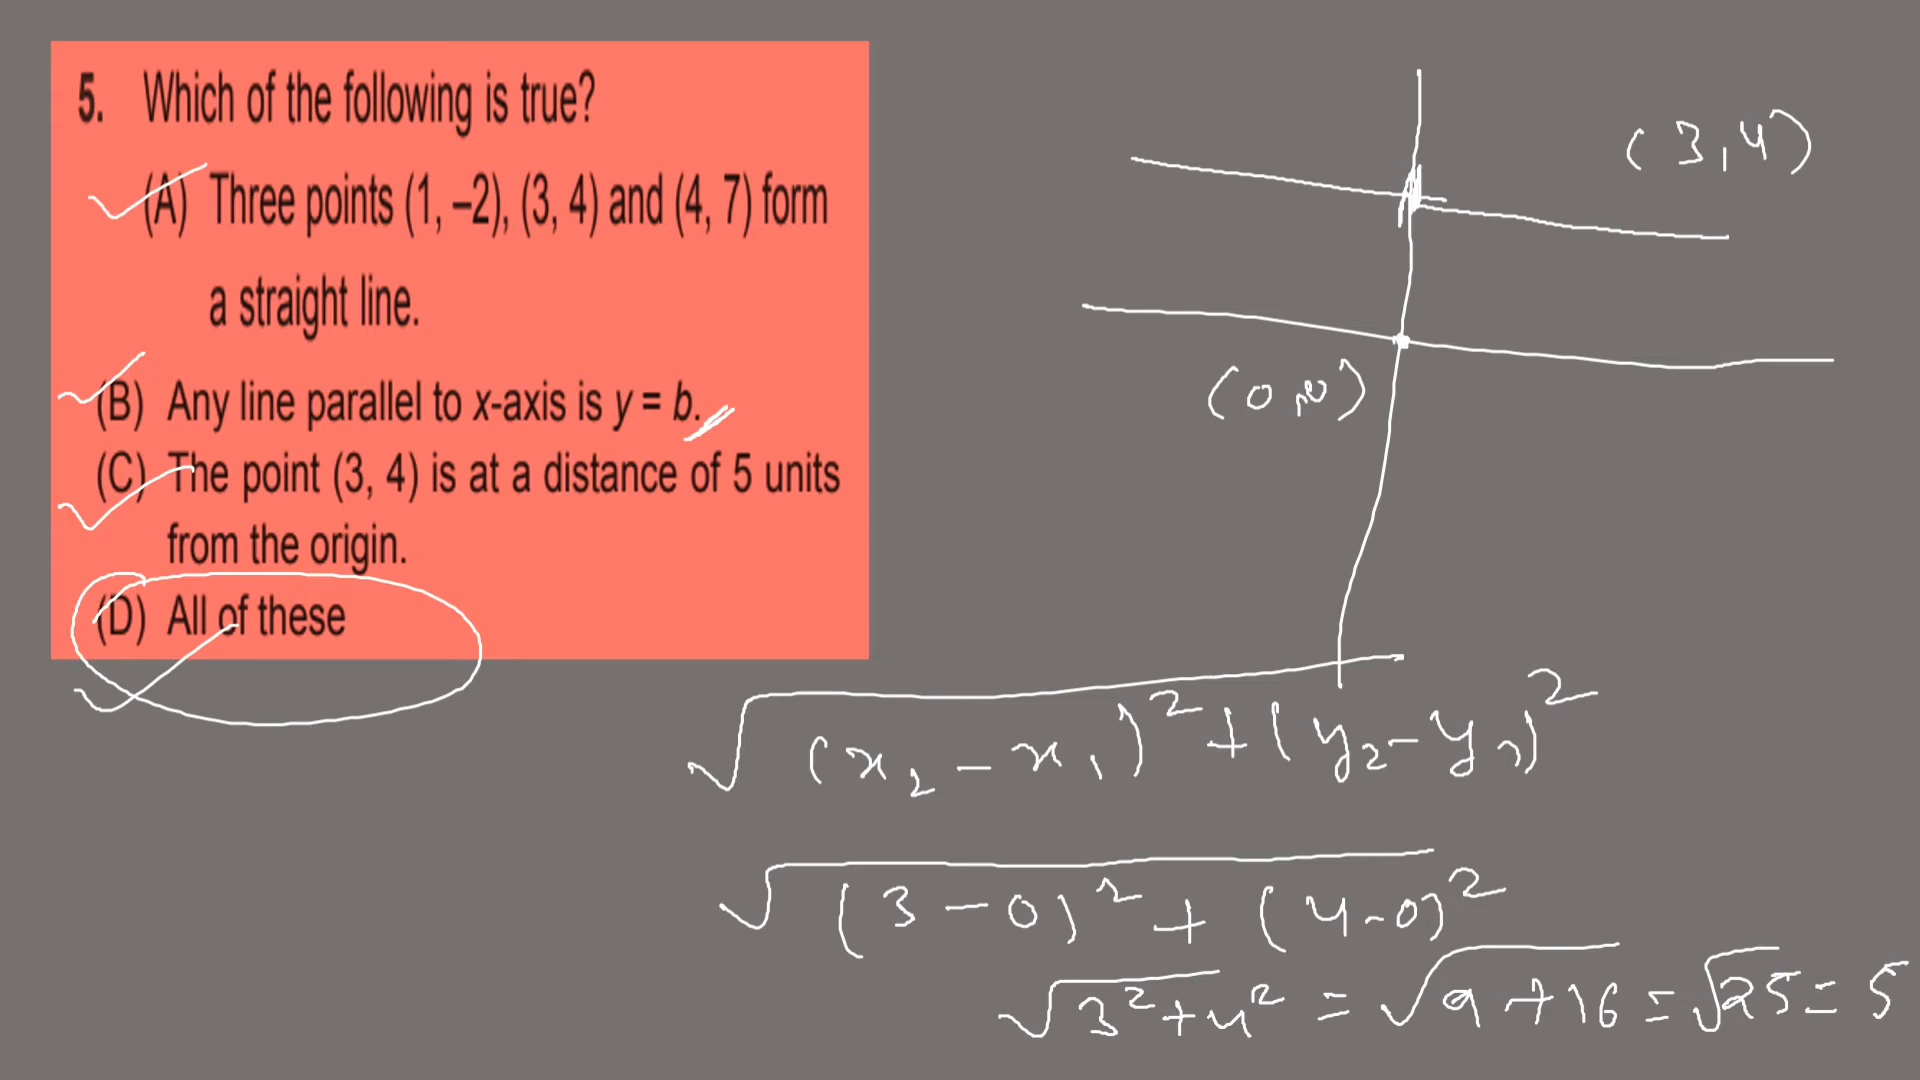 5. Which of the following is true?
(A) Three points (1, –2), (3, 4) and (4, 7) form
a straight line.
(B) Any line parallel to x-axis is y = b.
(C) The point (3, 4) is at a distance of 5 units
from the origin.
(D) All of these
(3,4)
(0,0)
√(x₂ – x₁)² + (y₂ – y₁)²
√(3 – 0)² + (4 – 0)²
√3² + 4² = √9 + 16 = √25 = 5